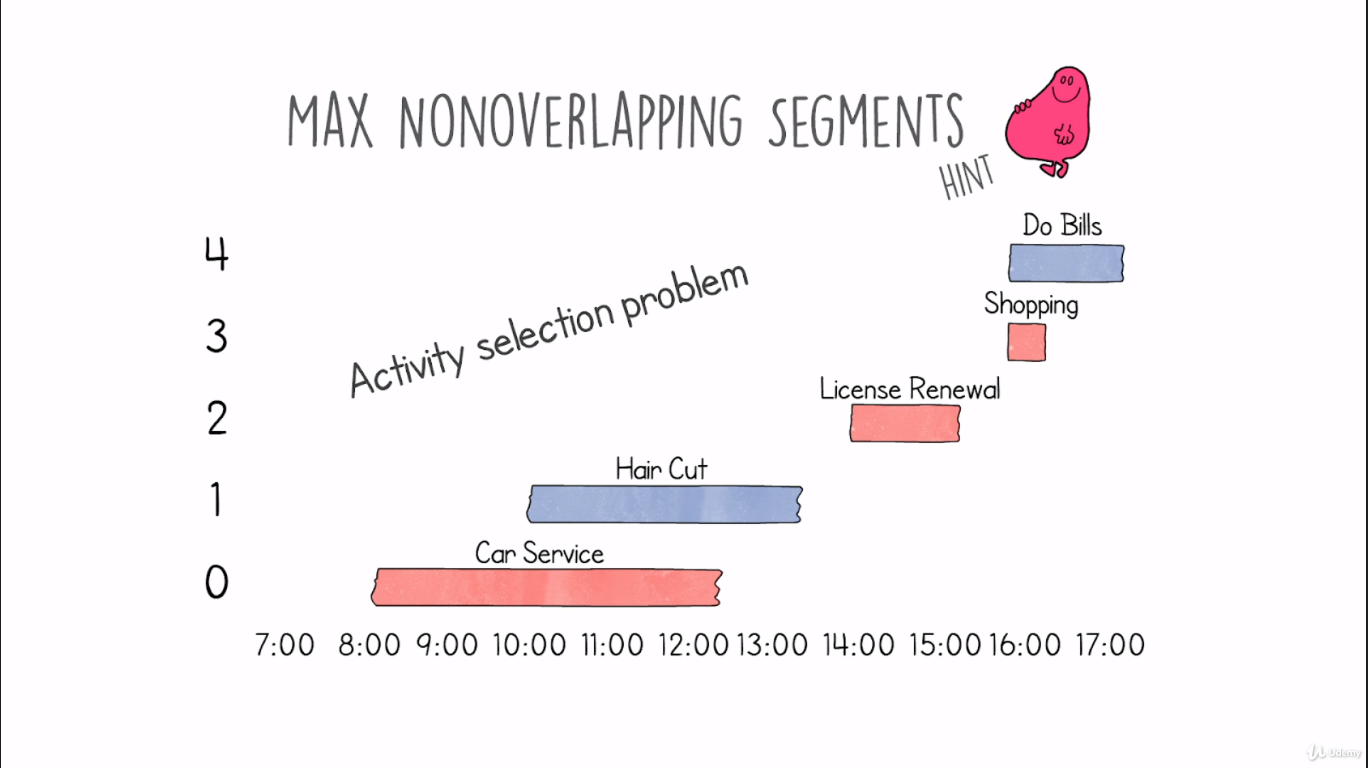 MAX NONOVERLAPPING SEGMENTS
HINT
Do Bills
4
Activity selection problem
Shopping
3
License Renewal
2
Hair Cut
1
Car Service
0
7:00 8:00 9:00 10:00 11:00 12:00 13:00 14:00 15:00 16:00 17:00
Udemy